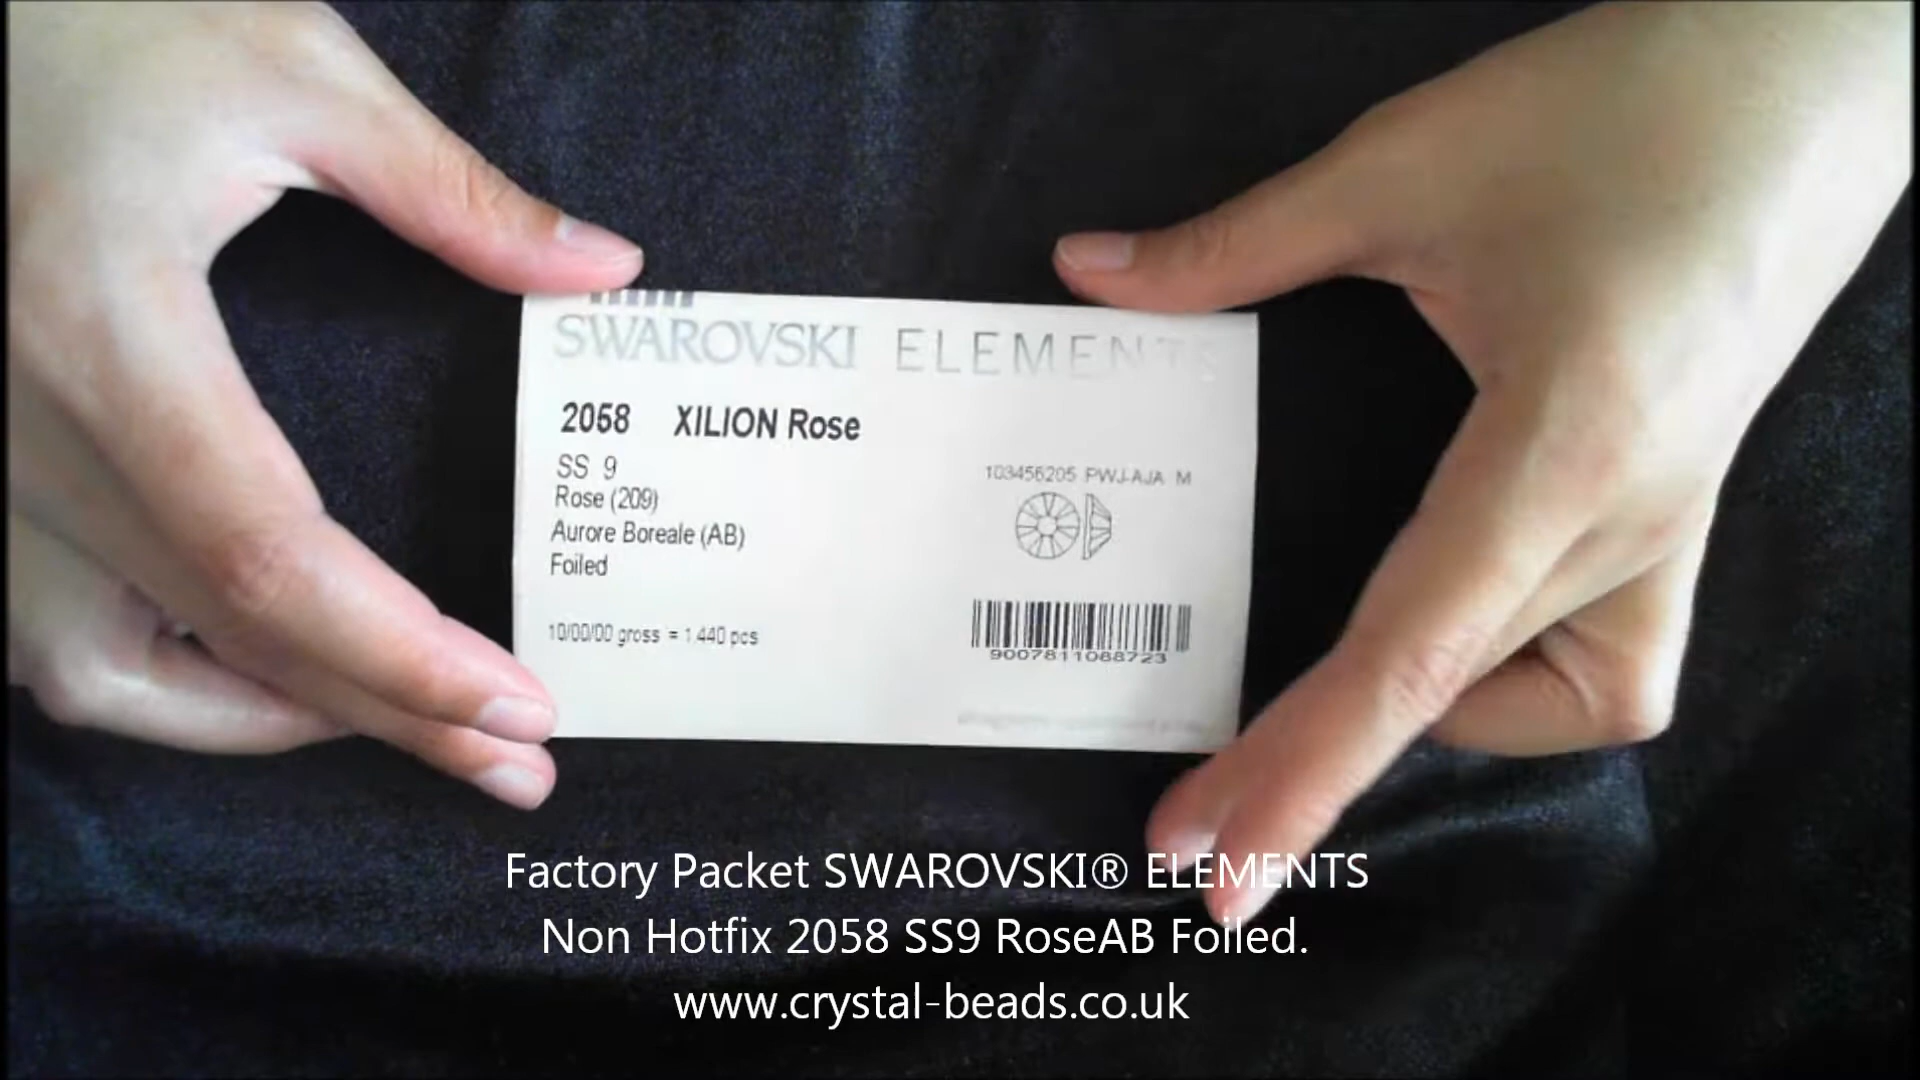 SWAROVSKI ELEMENTS
2058 XILION Rose
SS 9
Rose (209)
Aurore Boreale (AB)
Foiled
10/00/00 gross = 1 440 pcs
103456205 PWJ-AJA M
9007811088723
Factory Packet SWAROVSKI® ELEMENTS
Non Hotfix 2058 SS9 RoseAB Foiled.
www.crystal-beads.co.uk